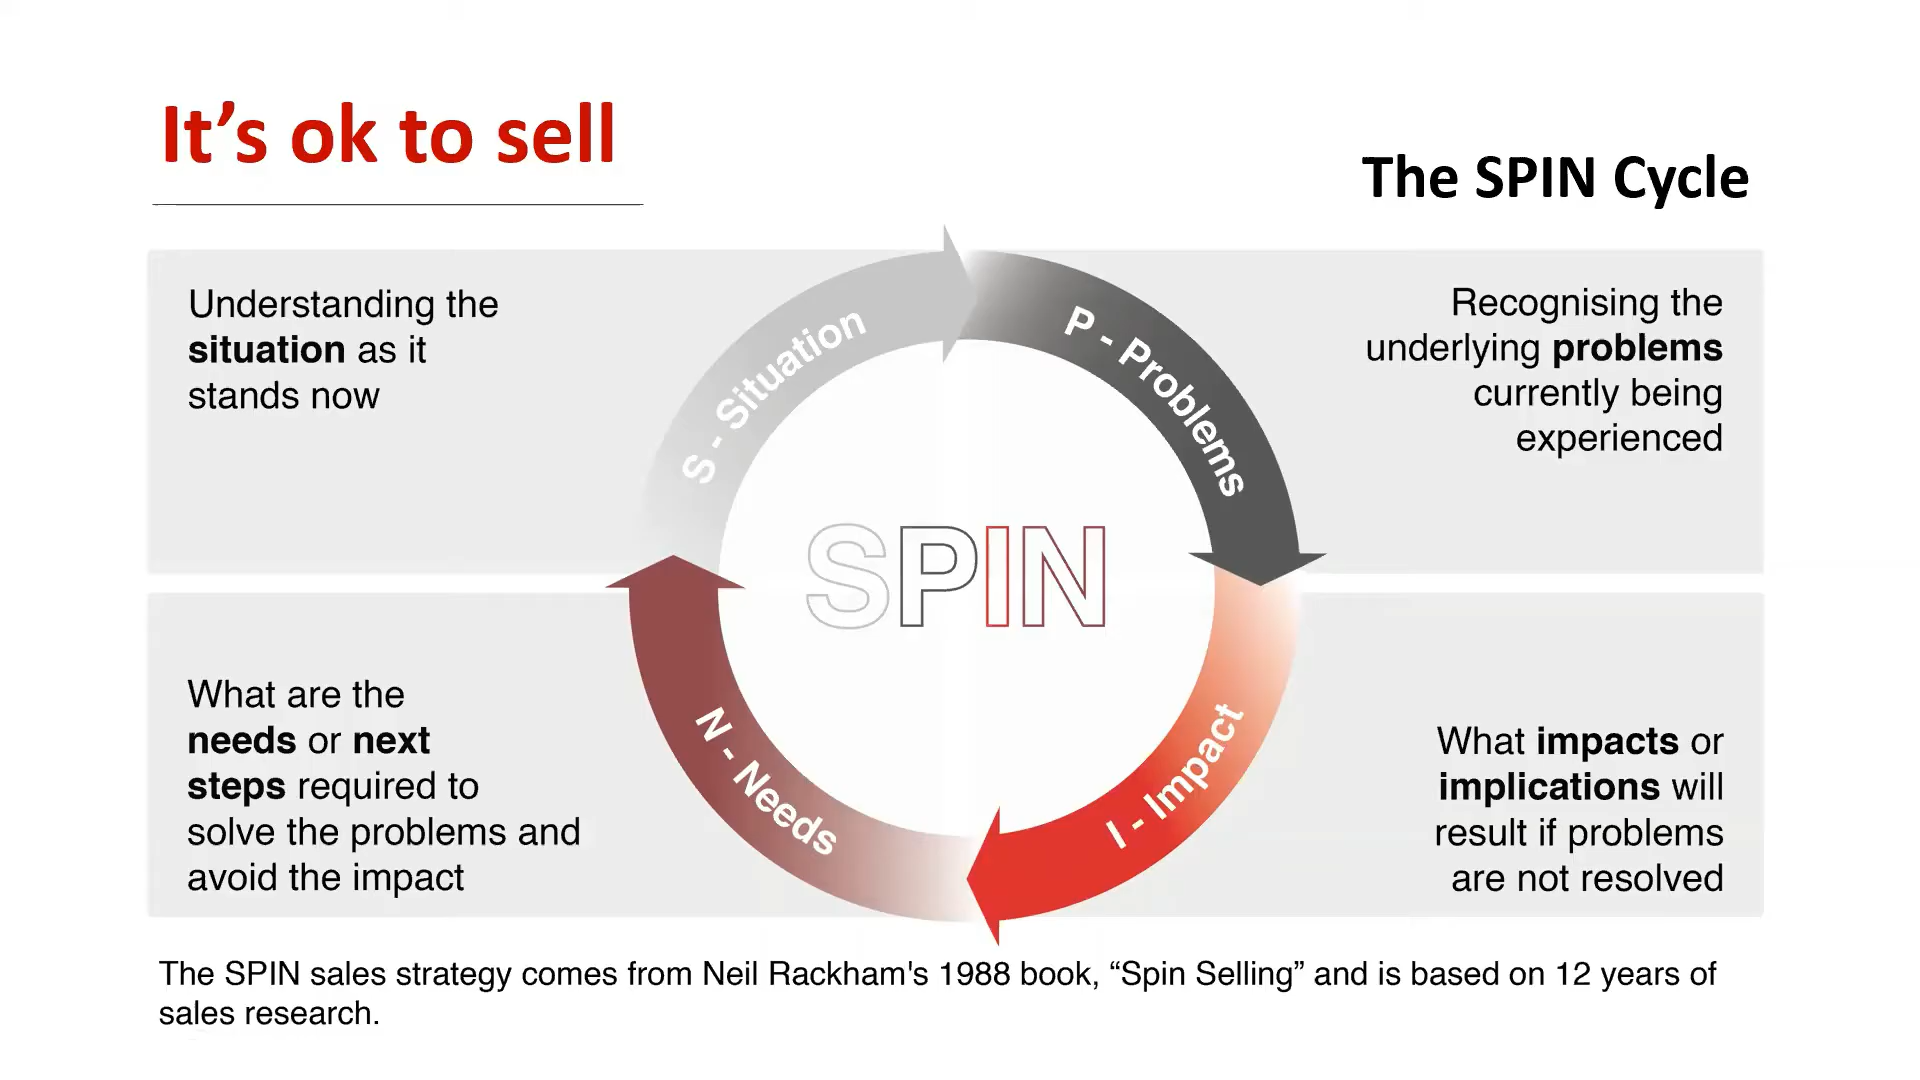 It’s ok to sell
The SPIN Cycle
Understanding the
situation as it
stands now
Recognising the
underlying problems
currently being
experienced
S - Situation
P - Problems
SPIN
N - Needs
I - Impact
What are the
needs or next
steps required to
solve the problems and
avoid the impact
What impacts or
implications will
result if problems
are not resolved
The SPIN sales strategy comes from Neil Rackham's 1988 book, “Spin Selling” and is based on 12 years of
sales research.